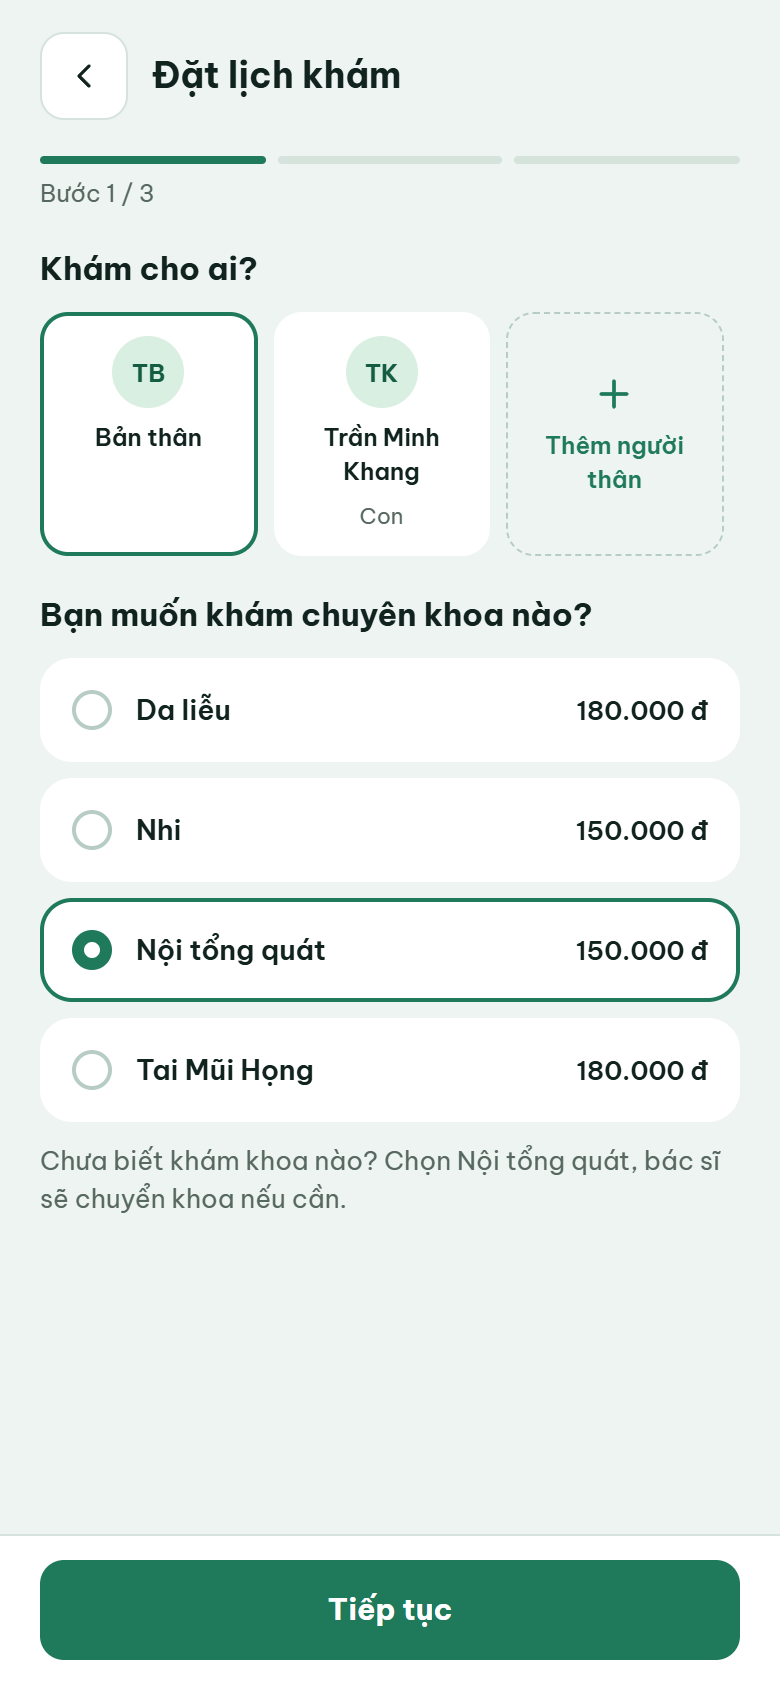 Đặt lịch khám
Bước 1 / 3
Khám cho ai?
TB
Bản thân
TK
Trần Minh
Khang
Con
Thêm người
thân
Bạn muốn khám chuyên khoa nào?
Da liễu 180.000 đ
Nhi 150.000 đ
Nội tổng quát 150.000 đ
Tai Mũi Họng 180.000 đ
Chưa biết khám khoa nào? Chọn Nội tổng quát, bác sĩ
sẽ chuyển khoa nếu cần.
Tiếp tục